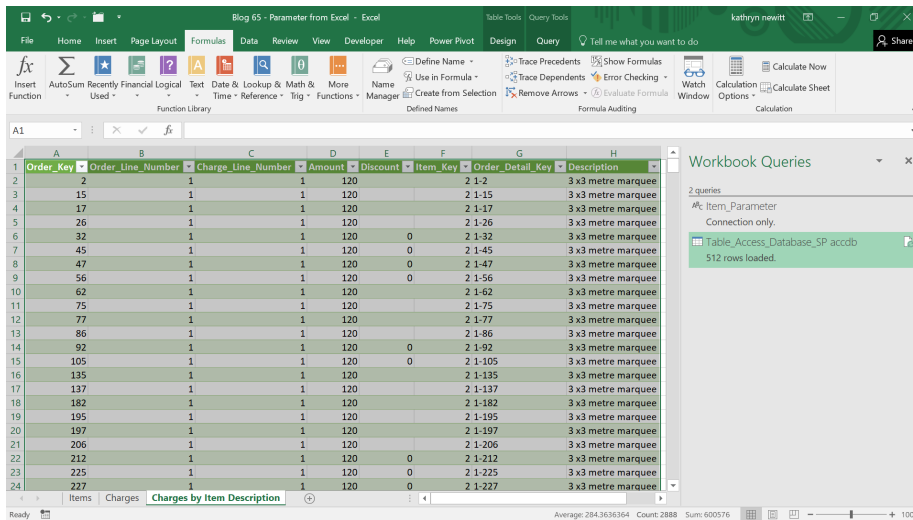 Blog 65 - Parameter from Excel - Excel
Table Tools Query Tools
kathryn newitt
File Home Insert Page Layout Formulas Data Review View Developer Help Power Pivot Design Query Tell me what you want to do Share
Insert Function
AutoSum
Recently Used
Financial
Logical
Text
Date & Time
Lookup & Reference
Math & Trig
More Functions
Function Library
Name Manager
Define Name
Use in Formula
Create from Selection
Defined Names
Trace Precedents
Trace Dependents
Remove Arrows
Show Formulas
Error Checking
Evaluate Formula
Formula Auditing
Watch Window
Calculation Options
Calculate Now
Calculate Sheet
Calculation
A1 fx
A B C D E F G H
1 Order_Key Order_Line_Number Charge_Line_Number Amount Discount Item_Key Order_Detail_Key Description
2 2 1 1 120 2 1-2 3 x3 metre marquee
3 15 1 1 120 2 1-15 3 x3 metre marquee
4 17 1 1 120 2 1-17 3 x3 metre marquee
5 26 1 1 120 2 1-26 3 x3 metre marquee
6 32 1 1 120 0 2 1-32 3 x3 metre marquee
7 45 1 1 120 0 2 1-45 3 x3 metre marquee
8 47 1 1 120 0 2 1-47 3 x3 metre marquee
9 56 1 1 120 0 2 1-56 3 x3 metre marquee
10 62 1 1 120 2 1-62 3 x3 metre marquee
11 75 1 1 120 2 1-75 3 x3 metre marquee
12 77 1 1 120 2 1-77 3 x3 metre marquee
13 86 1 1 120 2 1-86 3 x3 metre marquee
14 92 1 1 120 0 2 1-92 3 x3 metre marquee
15 105 1 1 120 0 2 1-105 3 x3 metre marquee
16 135 1 1 120 2 1-135 3 x3 metre marquee
17 137 1 1 120 2 1-137 3 x3 metre marquee
18 182 1 1 120 2 1-182 3 x3 metre marquee
19 195 1 1 120 2 1-195 3 x3 metre marquee
20 197 1 1 120 2 1-197 3 x3 metre marquee
21 206 1 1 120 2 1-206 3 x3 metre marquee
22 212 1 1 120 0 2 1-212 3 x3 metre marquee
23 225 1 1 120 0 2 1-225 3 x3 metre marquee
24 227 1 1 120 0 2 1-227 3 x3 metre marquee
Workbook Queries
2 queries
ABC Item_Parameter
Connection only.
Table_Access_Database_SP accdb
512 rows loaded.
Items Charges Charges by Item Description
Ready Average: 284.3636364 Count: 2888 Sum: 600576 100